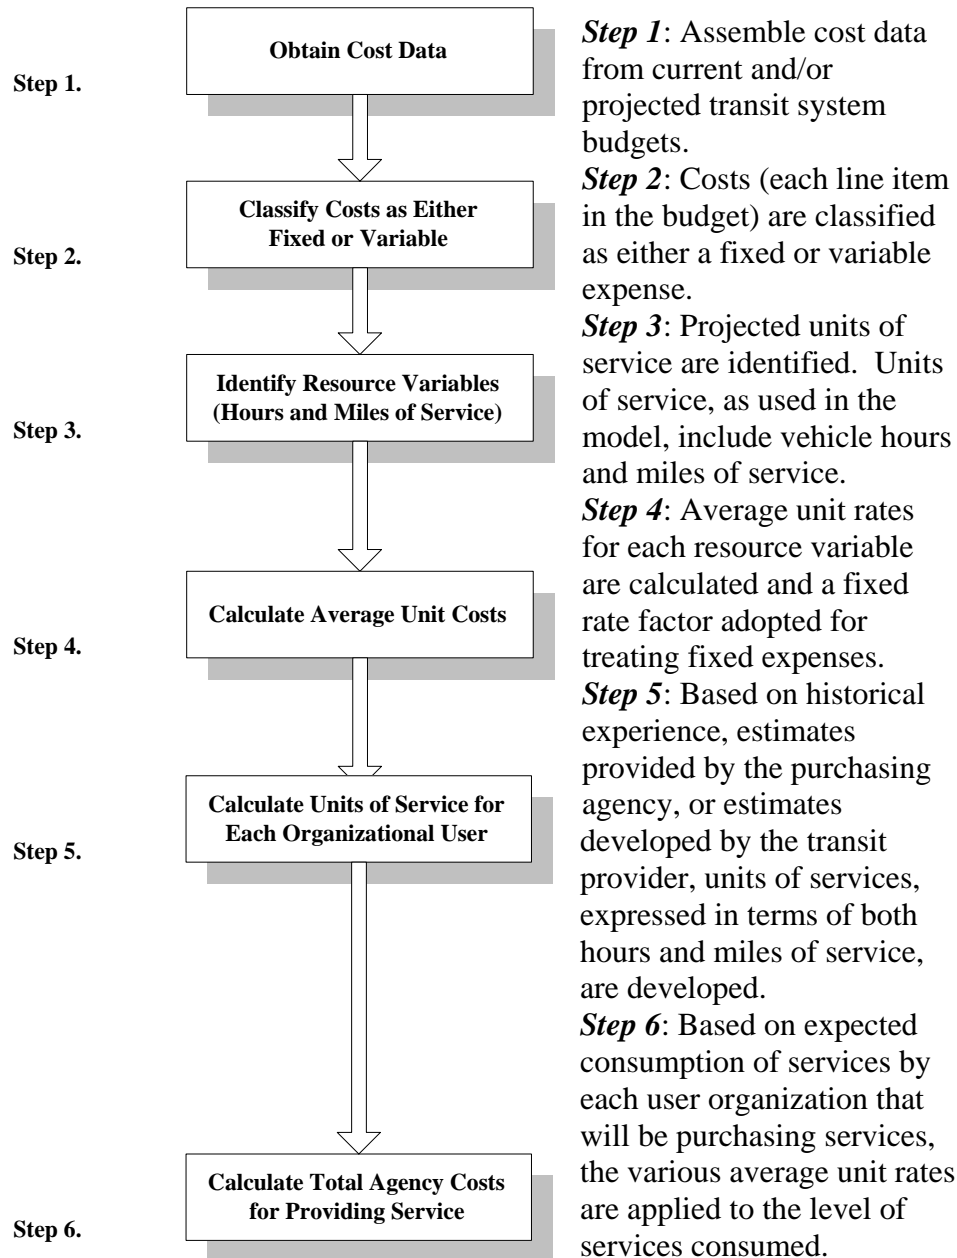 Step 1.
Obtain Cost Data
Step 2.
Classify Costs as Either
Fixed or Variable
Step 3.
Identify Resource Variables
(Hours and Miles of Service)
Step 4.
Calculate Average Unit Costs
Step 5.
Calculate Units of Service for
Each Organizational User
Step 6.
Calculate Total Agency Costs
for Providing Service
Step 1: Assemble cost data
from current and/or
projected transit system
budgets.
Step 2: Costs (each line item
in the budget) are classified
as either a fixed or variable
expense.
Step 3: Projected units of
service are identified.  Units
of service, as used in the
model, include vehicle hours
and miles of service.
Step 4: Average unit rates
for each resource variable
are calculated and a fixed
rate factor adopted for
treating fixed expenses.
Step 5: Based on historical
experience, estimates
provided by the purchasing
agency, or estimates
developed by the transit
provider, units of services,
expressed in terms of both
hours and miles of service,
are developed.
Step 6: Based on expected
consumption of services by
each user organization that
will be purchasing services,
the various average unit rates
are applied to the level of
services consumed.